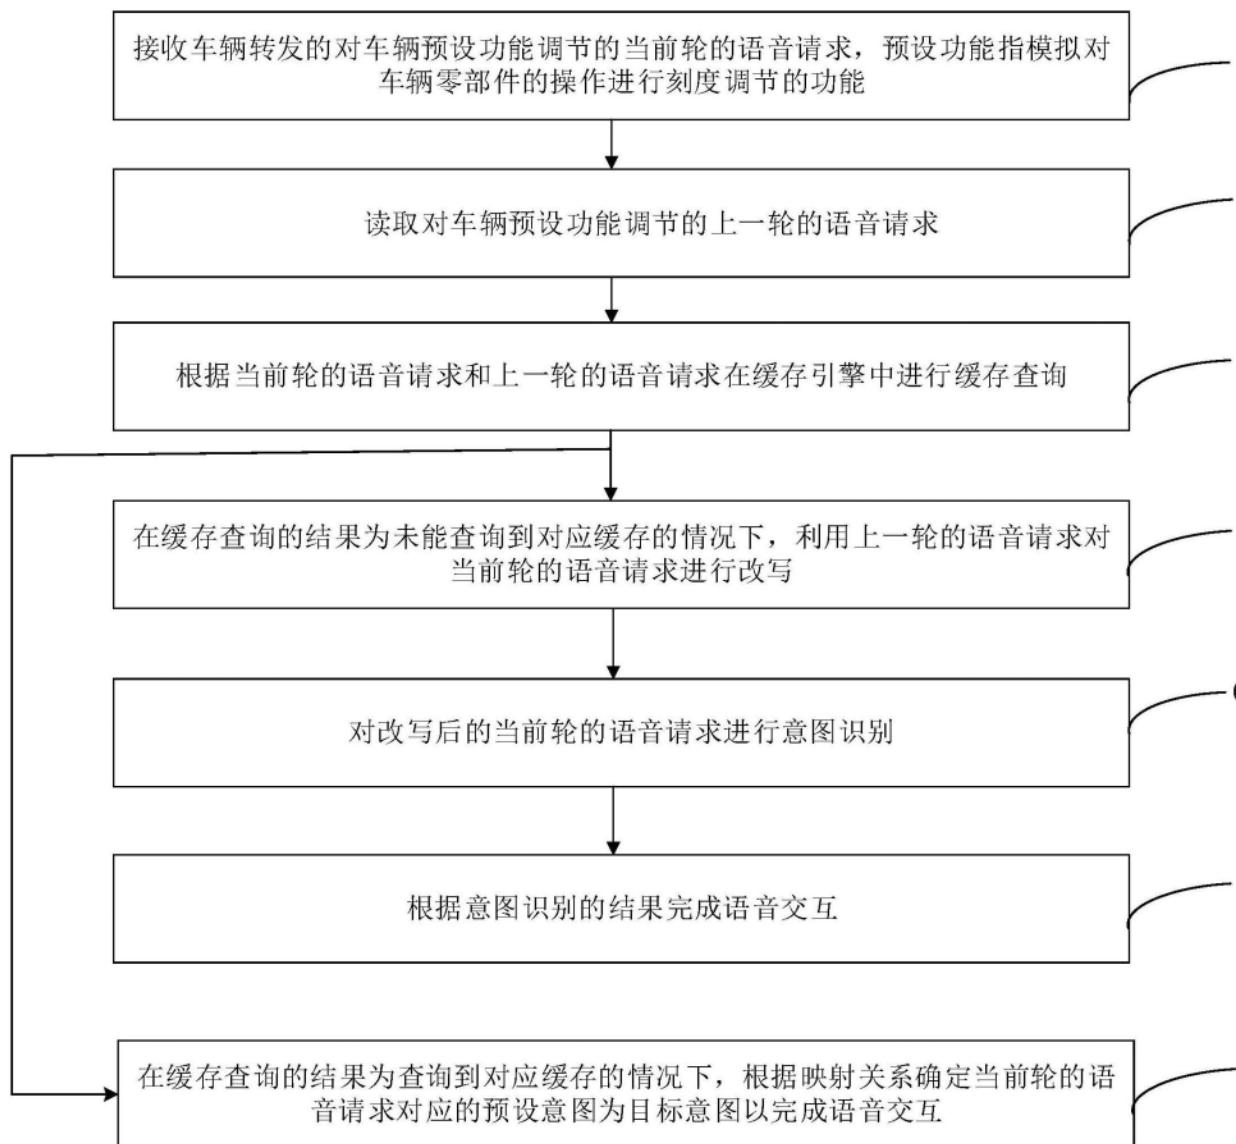 接收车辆转发的对车辆预设功能调节的当前轮的语音请求，预设功能指模拟对
车辆零部件的操作进行刻度调节的功能
读取对车辆预设功能调节的上一轮的语音请求
根据当前轮的语音请求和上一轮的语音请求在缓存引擎中进行缓存查询
在缓存查询的结果为未能查询到对应缓存的情况下，利用上一轮的语音请求对
当前轮的语音请求进行改写
对改写后的当前轮的语音请求进行意图识别
根据意图识别的结果完成语音交互
在缓存查询的结果为查询到对应缓存的情况下，根据映射关系确定当前轮的语
音请求对应的预设意图为目标意图以完成语音交互